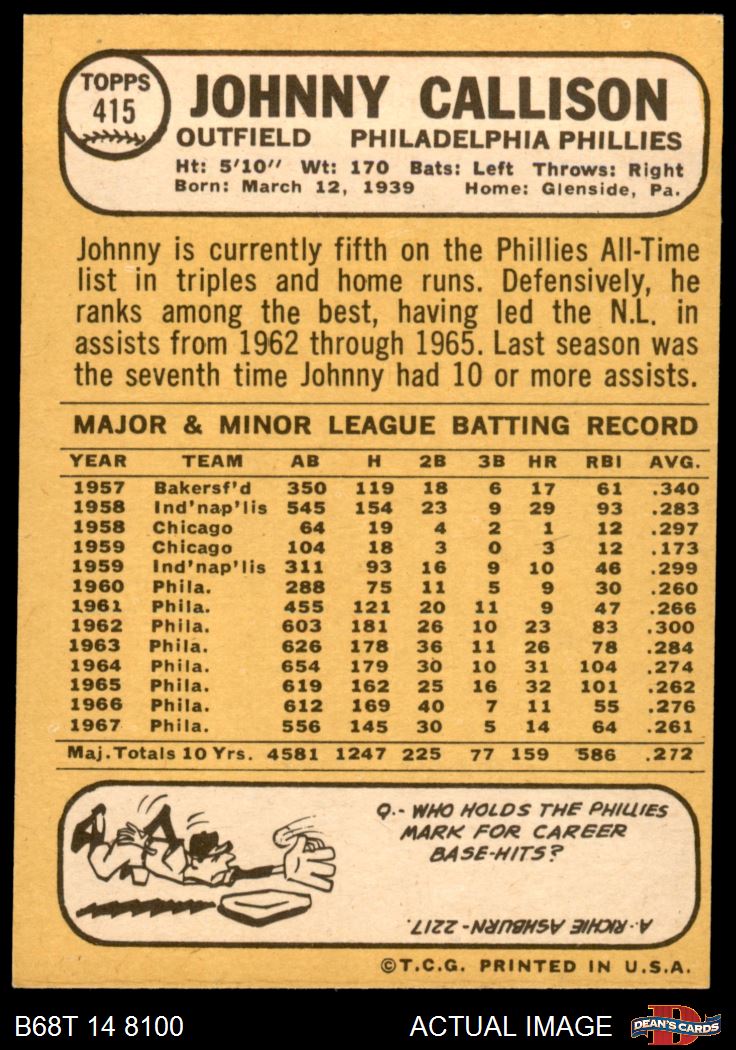 TOPPS
415
JOHNNY CALLISON
OUTFIELD PHILADELPHIA PHILLIES
Ht: 5'10" Wt: 170 Bats: Left Throws: Right
Born: March 12, 1939 Home: Glenside, Pa.
Johnny is currently fifth on the Phillies All-Time
list in triples and home runs. Defensively, he
ranks among the best, having led the N.L. in
assists from 1962 through 1965. Last season was
the seventh time Johnny had 10 or more assists.
MAJOR & MINOR LEAGUE BATTING RECORD
YEAR TEAM AB H 2B 3B HR RBI AVG.
1957 Bakersf'd 350 119 18 6 17 61 .340
1958 Ind'nap'lis 545 154 23 9 29 93 .283
1958 Chicago 64 19 4 2 1 12 .297
1959 Chicago 104 18 3 0 3 12 .173
1959 Ind'nap'lis 311 93 16 9 10 46 .299
1960 Phila. 288 75 11 5 9 30 .260
1961 Phila. 455 121 20 11 9 47 .266
1962 Phila. 603 181 26 10 23 83 .300
1963 Phila. 626 178 36 11 26 78 .284
1964 Phila. 654 179 30 10 31 104 .274
1965 Phila. 619 162 25 16 32 101 .262
1966 Phila. 612 169 40 7 11 55 .276
1967 Phila. 556 145 30 5 14 64 .261
Maj. Totals 10 Yrs. 4581 1247 225 77 159 586 .272
Q.- WHO HOLDS THE PHILLIES
MARK FOR CAREER
BASE-HITS?
A- RICHIE ASHBURN - 2217.
©T.C.G. PRINTED IN U.S.A.
B68T 14 8100 ACTUAL IMAGE DEAN'S CARDS